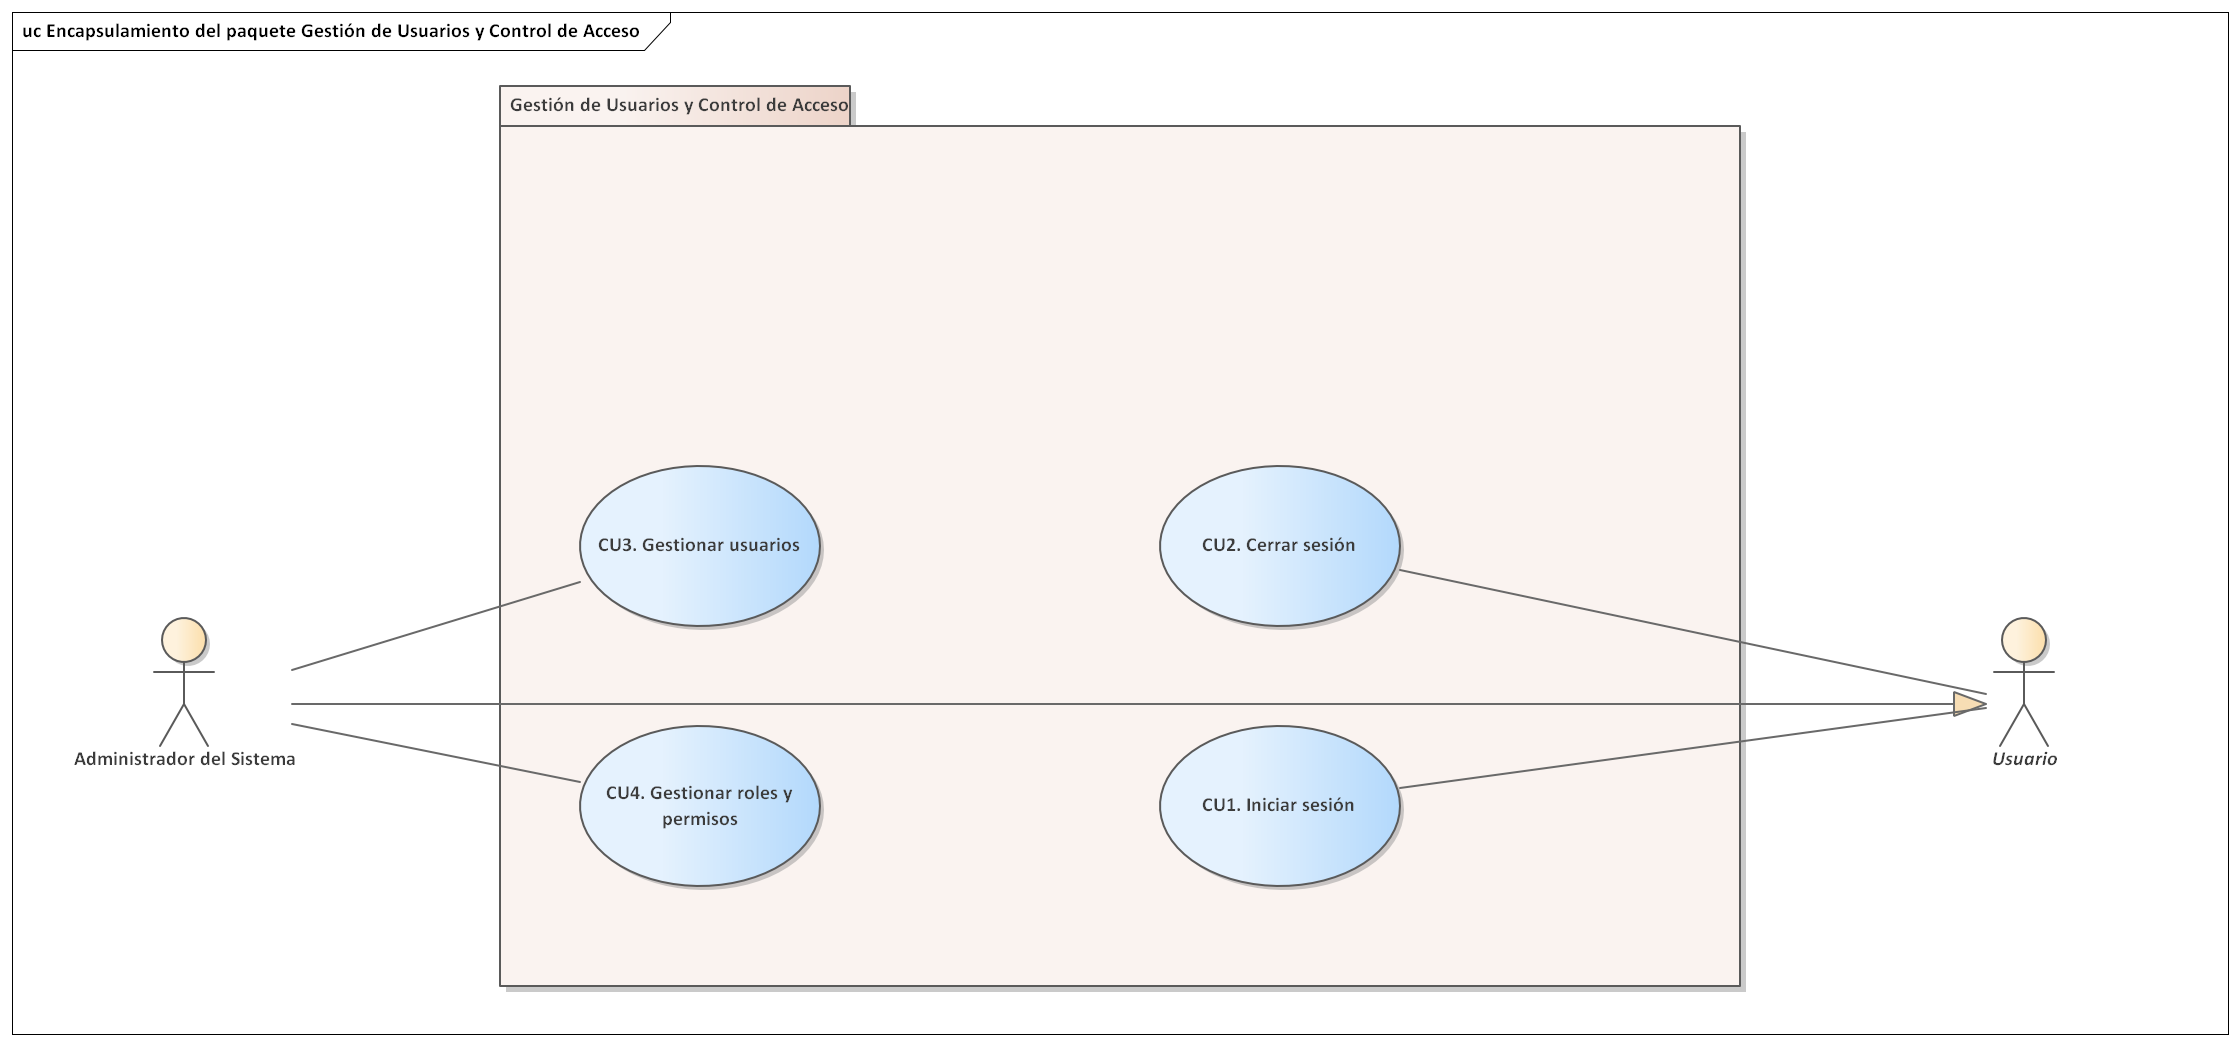 uc Encapsulamiento del paquete Gestión de Usuarios y Control de Acceso
Gestión de Usuarios y Control de Acceso
CU3. Gestionar usuarios
CU2. Cerrar sesión
Administrador del Sistema
Usuario
CU4. Gestionar roles y
permisos
CU1. Iniciar sesión